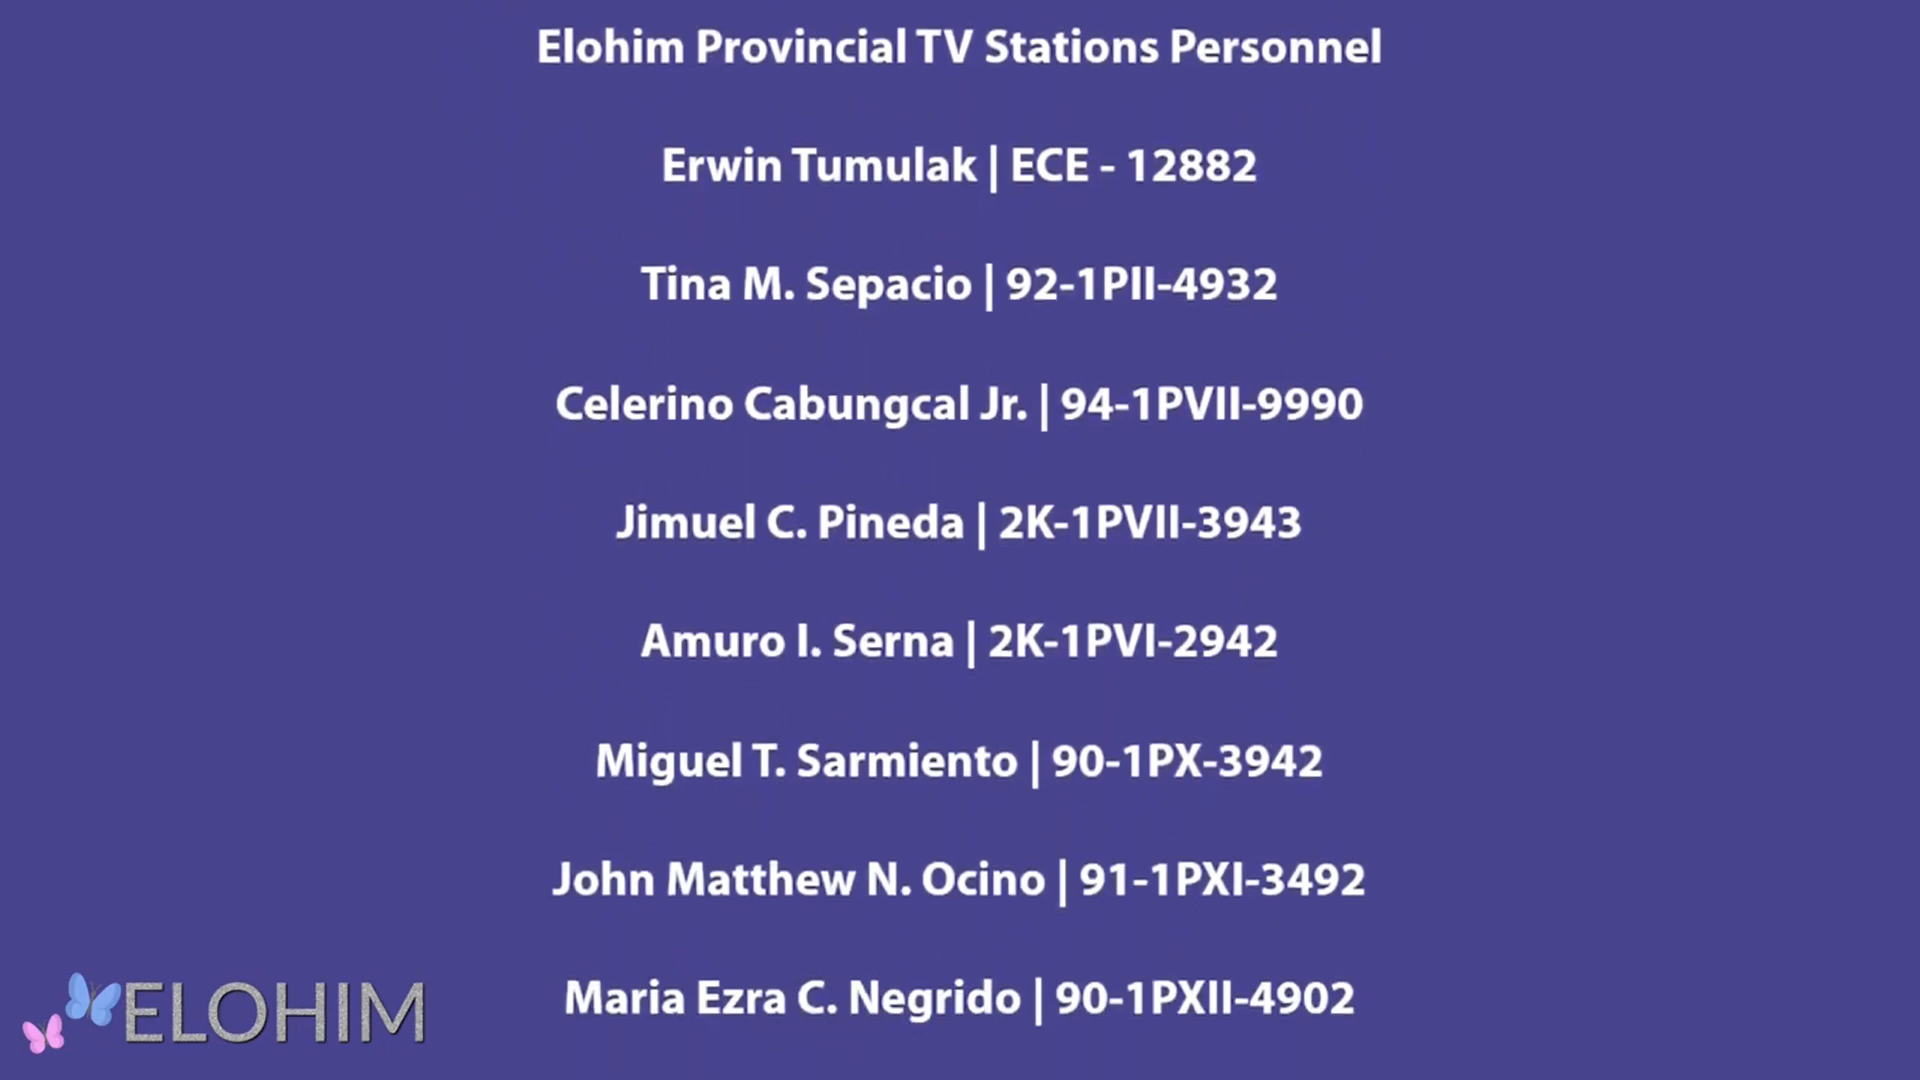 Elohim Provincial TV Stations Personnel
Erwin Tumulak | ECE - 12882
Tina M. Sepacio | 92-1PII-4932
Celerino Cabungcal Jr. | 94-1PVII-9990
Jimuel C. Pineda | 2K-1PVII-3943
Amuro I. Serna | 2K-1PVI-2942
Miguel T. Sarmiento | 90-1PX-3942
John Matthew N. Ocino | 91-1PXI-3492
Maria Ezra C. Negrido | 90-1PXII-4902
ELOHIM